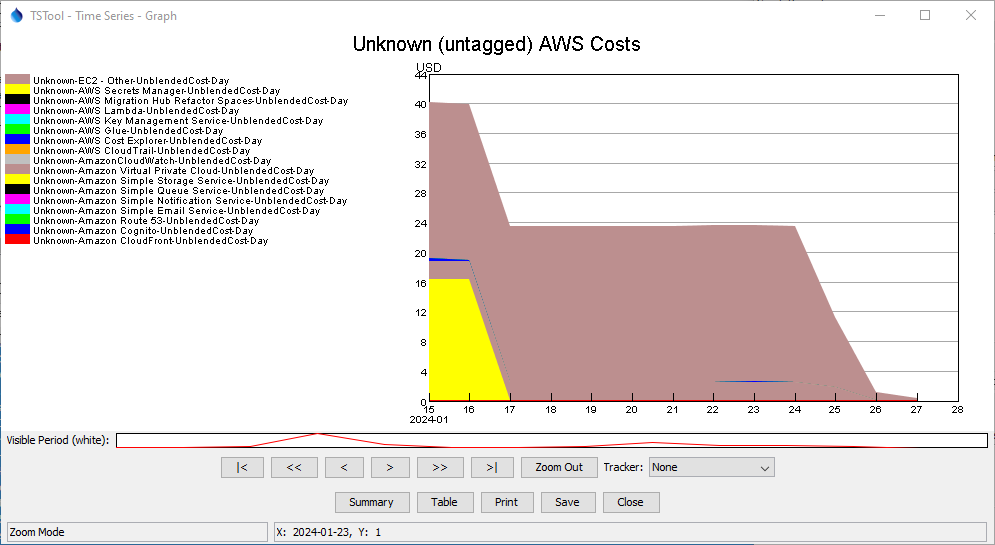 TSTool - Time Series - Graph
Unknown (untagged) AWS Costs
USD
Unknown-EC2 - Other-UnblendedCost-Day
Unknown-AWS Secrets Manager-UnblendedCost-Day
Unknown-AWS Migration Hub Refactor Spaces-UnblendedCost-Day
Unknown-AWS Lambda-UnblendedCost-Day
Unknown-AWS Key Management Service-UnblendedCost-Day
Unknown-AWS Glue-UnblendedCost-Day
Unknown-AWS Cost Explorer-UnblendedCost-Day
Unknown-AWS CloudTrail-UnblendedCost-Day
Unknown-AmazonCloudWatch-UnblendedCost-Day
Unknown-Amazon Virtual Private Cloud-UnblendedCost-Day
Unknown-Amazon Simple Storage Service-UnblendedCost-Day
Unknown-Amazon Simple Queue Service-UnblendedCost-Day
Unknown-Amazon Simple Notification Service-UnblendedCost-Day
Unknown-Amazon Simple Email Service-UnblendedCost-Day
Unknown-Amazon Route 53-UnblendedCost-Day
Unknown-Amazon Cognito-UnblendedCost-Day
Unknown-Amazon CloudFront-UnblendedCost-Day
44
40
36
32
28
24
20
16
12
8
4
0
15 16 17 18 19 20 21 22 23 24 25 26 27 28
2024-01
Visible Period (white):
|< << < > >> >| Zoom Out Tracker: None
Summary Table Print Save Close
Zoom Mode X: 2024-01-23, Y: 1